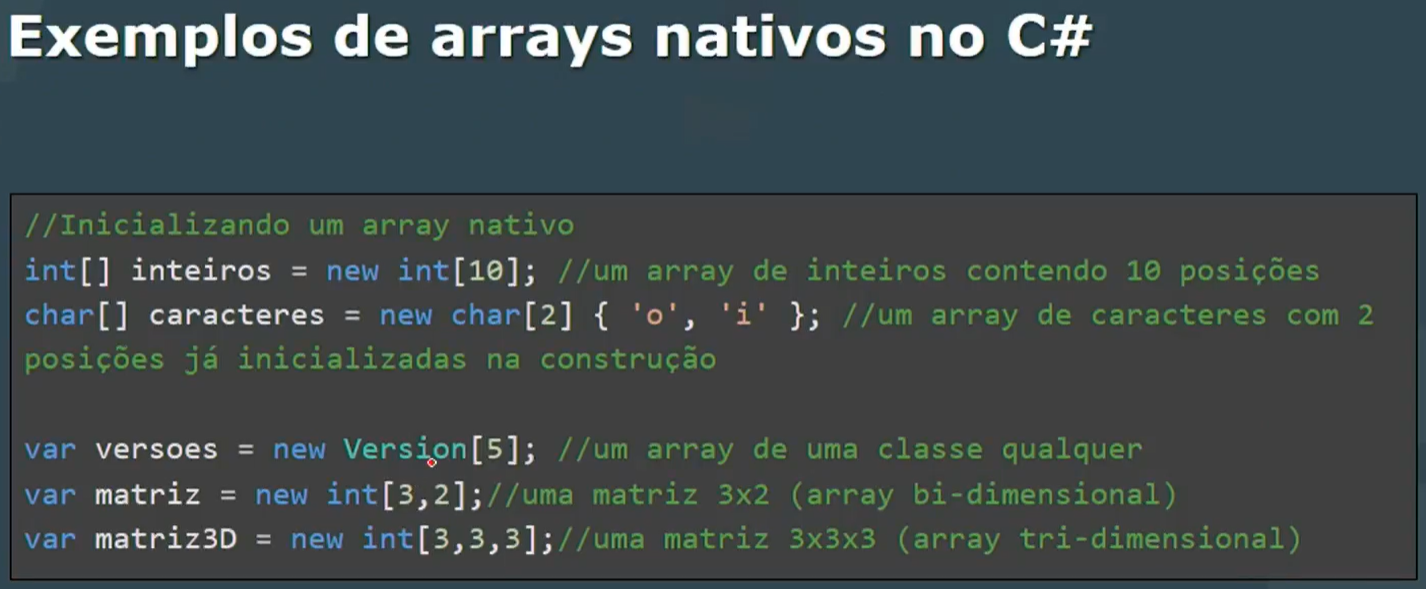 Exemplos de arrays nativos no C#
//Inicializando um array nativo
int[] inteiros = new int[10]; //um array de inteiros contendo 10 posições
char[] caracteres = new char[2] { 'o', 'i' }; //um array de caracteres com 2
posições já inicializadas na construção
var versoes = new Version[5]; //um array de uma classe qualquer
var matriz = new int[3,2];//uma matriz 3x2 (array bi-dimensional)
var matriz3D = new int[3,3,3];//uma matriz 3x3x3 (array tri-dimensional)